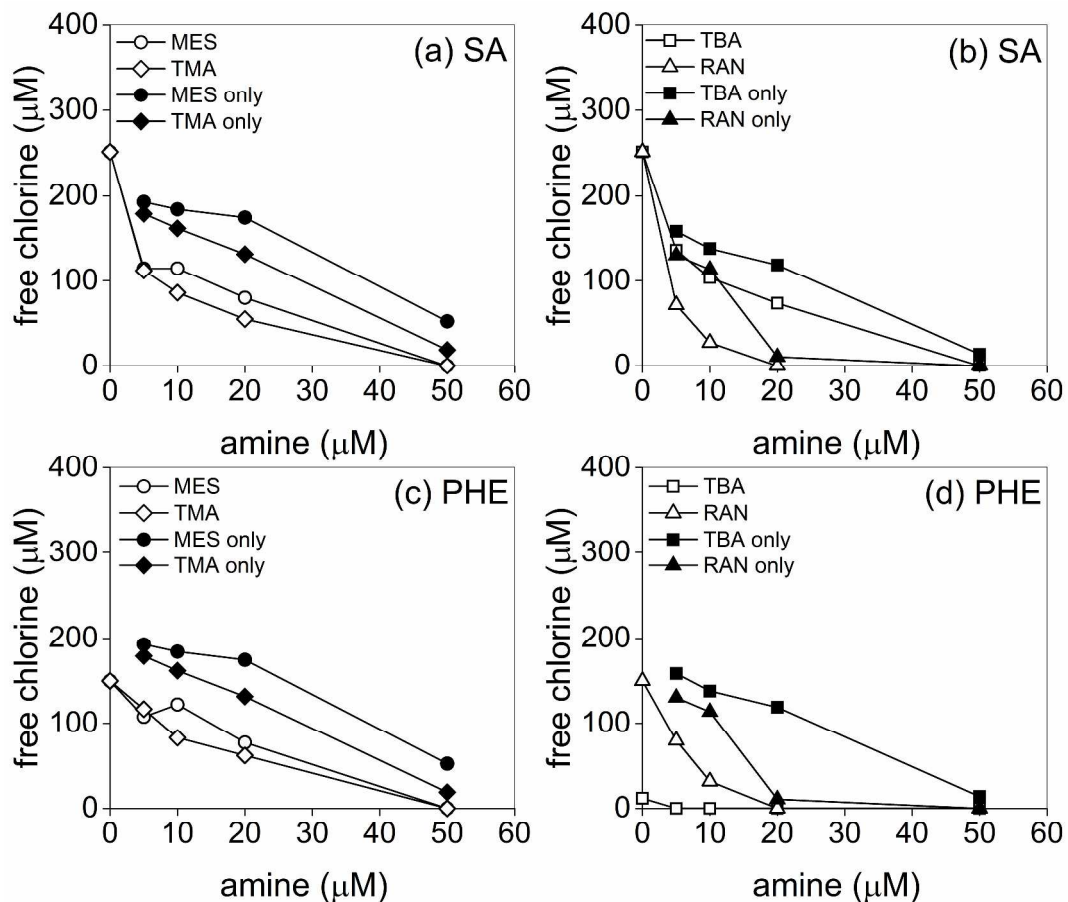 (a) SA
MES
TMA
MES only
TMA only
400
300
200
100
0
free chlorine (μM)
0 10 20 30 40 50 60
amine (μM)
(b) SA
TBA
RAN
TBA only
RAN only
400
300
200
100
0
free chlorine (μM)
0 10 20 30 40 50 60
amine (μM)
(c) PHE
MES
TMA
MES only
TMA only
400
300
200
100
0
free chlorine (μM)
0 10 20 30 40 50 60
amine (μM)
(d) PHE
TBA
RAN
TBA only
RAN only
400
300
200
100
0
free chlorine (μM)
0 10 20 30 40 50 60
amine (μM)